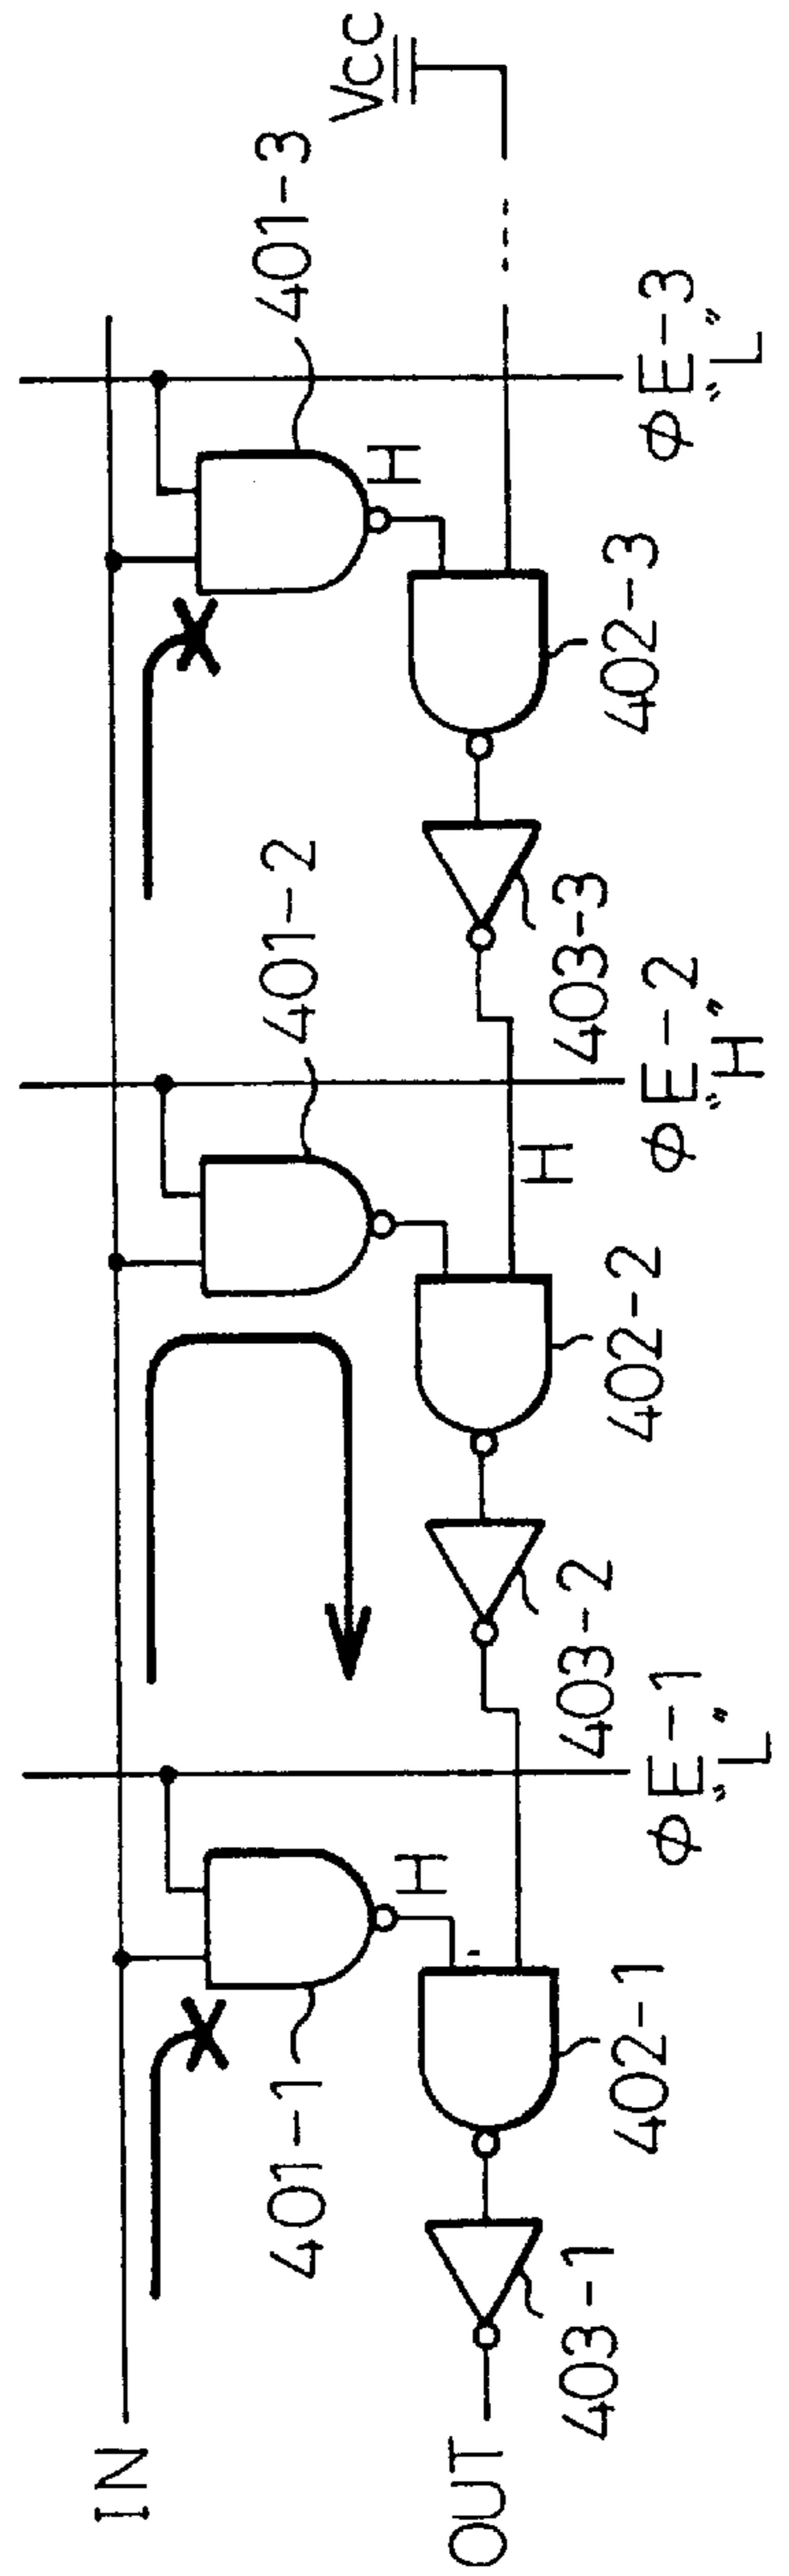 IN
OUT
401-1
H
402-1
403-1
φE-1
"L"
401-2
H
402-2
403-2
φE-2
"H"
401-3
H
402-3
403-3
φE-3
"L"
Vcc